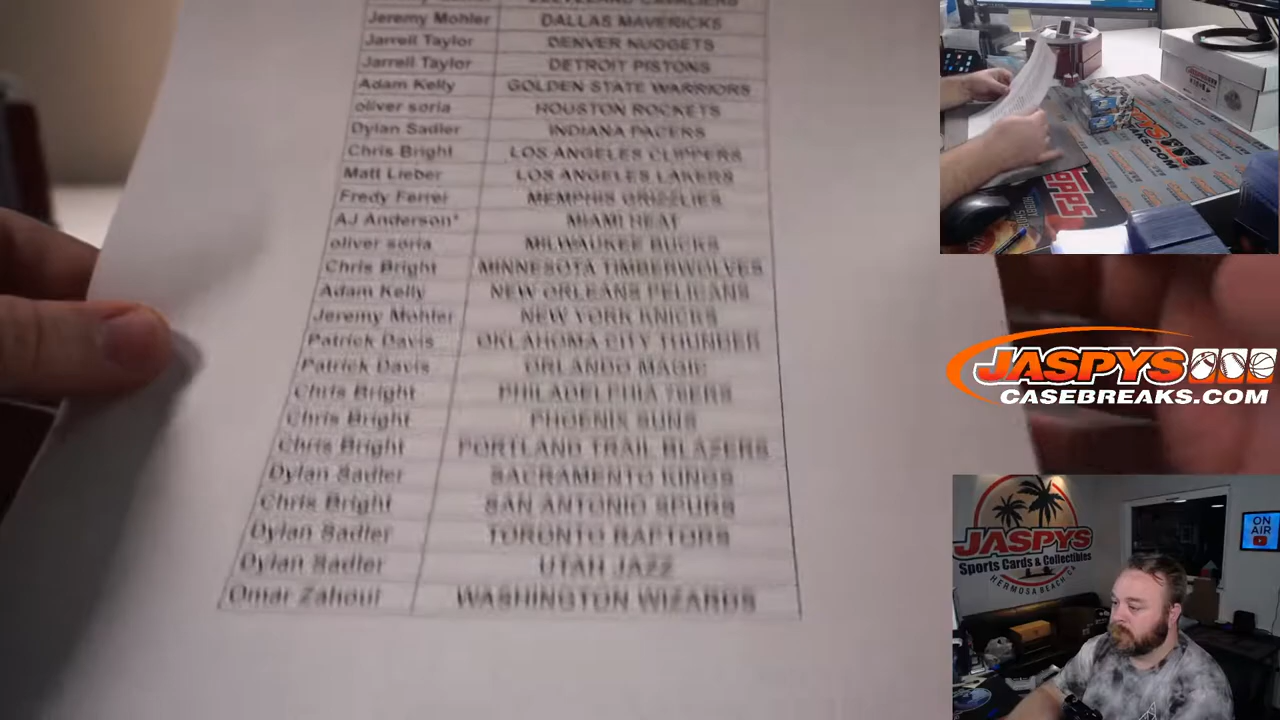 CLEVELAND CAVALIERS
Jeremy Mohler DALLAS MAVERICKS
Jarrell Taylor DENVER NUGGETS
Jarrell Taylor DETROIT PISTONS
Adam Kelly GOLDEN STATE WARRIORS
oliver soria HOUSTON ROCKETS
Dylan Sadler INDIANA PACERS
Chris Bright LOS ANGELES CLIPPERS
Matt Lieber LOS ANGELES LAKERS
Fredy Ferrer MEMPHIS GRIZZLIES
AJ Anderson* MIAMI HEAT
oliver soria MILWAUKEE BUCKS
Chris Bright MINNESOTA TIMBERWOLVES
Adam Kelly NEW ORLEANS PELICANS
Jeremy Mohler NEW YORK KNICKS
Patrick Davis OKLAHOMA CITY THUNDER
Patrick Davis ORLANDO MAGIC
Chris Bright PHILADELPHIA 76ERS
Chris Bright PHOENIX SUNS
Chris Bright PORTLAND TRAIL BLAZERS
Dylan Sadler SACRAMENTO KINGS
Chris Bright SAN ANTONIO SPURS
Dylan Sadler TORONTO RAPTORS
Dylan Sadler UTAH JAZZ
Omar Zahoui WASHINGTON WIZARDS
JASPYS
CASEBREAKS.COM
JASPYS
Sports Cards & Collectibles
HERMOSA BEACH, CA
ON
AIR